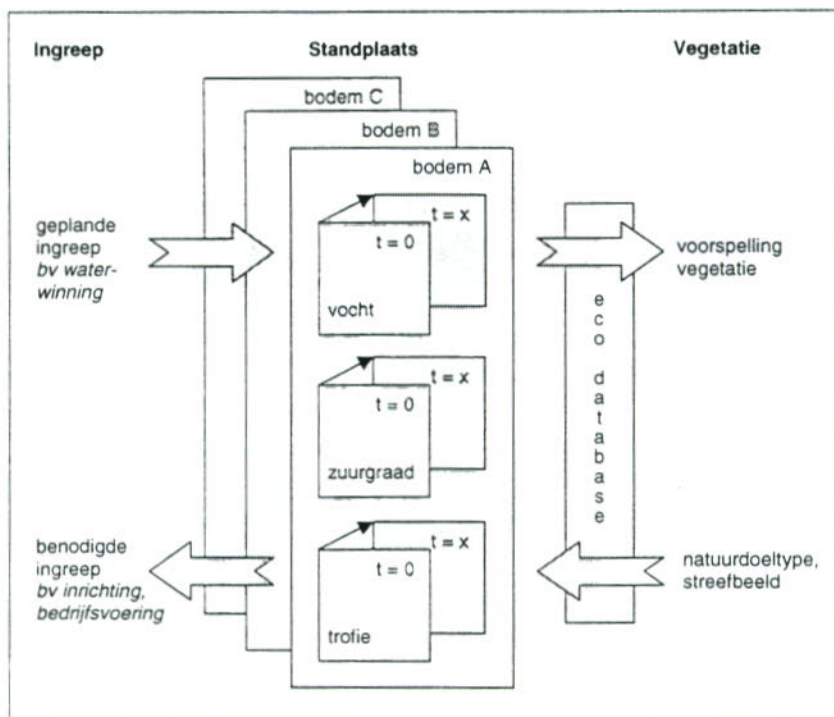 Ingreep
Standplaats
Vegetatie
bodem C
bodem B
bodem A
geplande
ingreep
bv water-
winning
t = x
t = 0
vocht
voorspelling
vegetatie
eco database
t = x
t = 0
zuurgraad
benodigde
ingreep
bv inrichting,
bedrijfsvoering
t = x
t = 0
trofie
natuurdoeltype,
streefbeeld